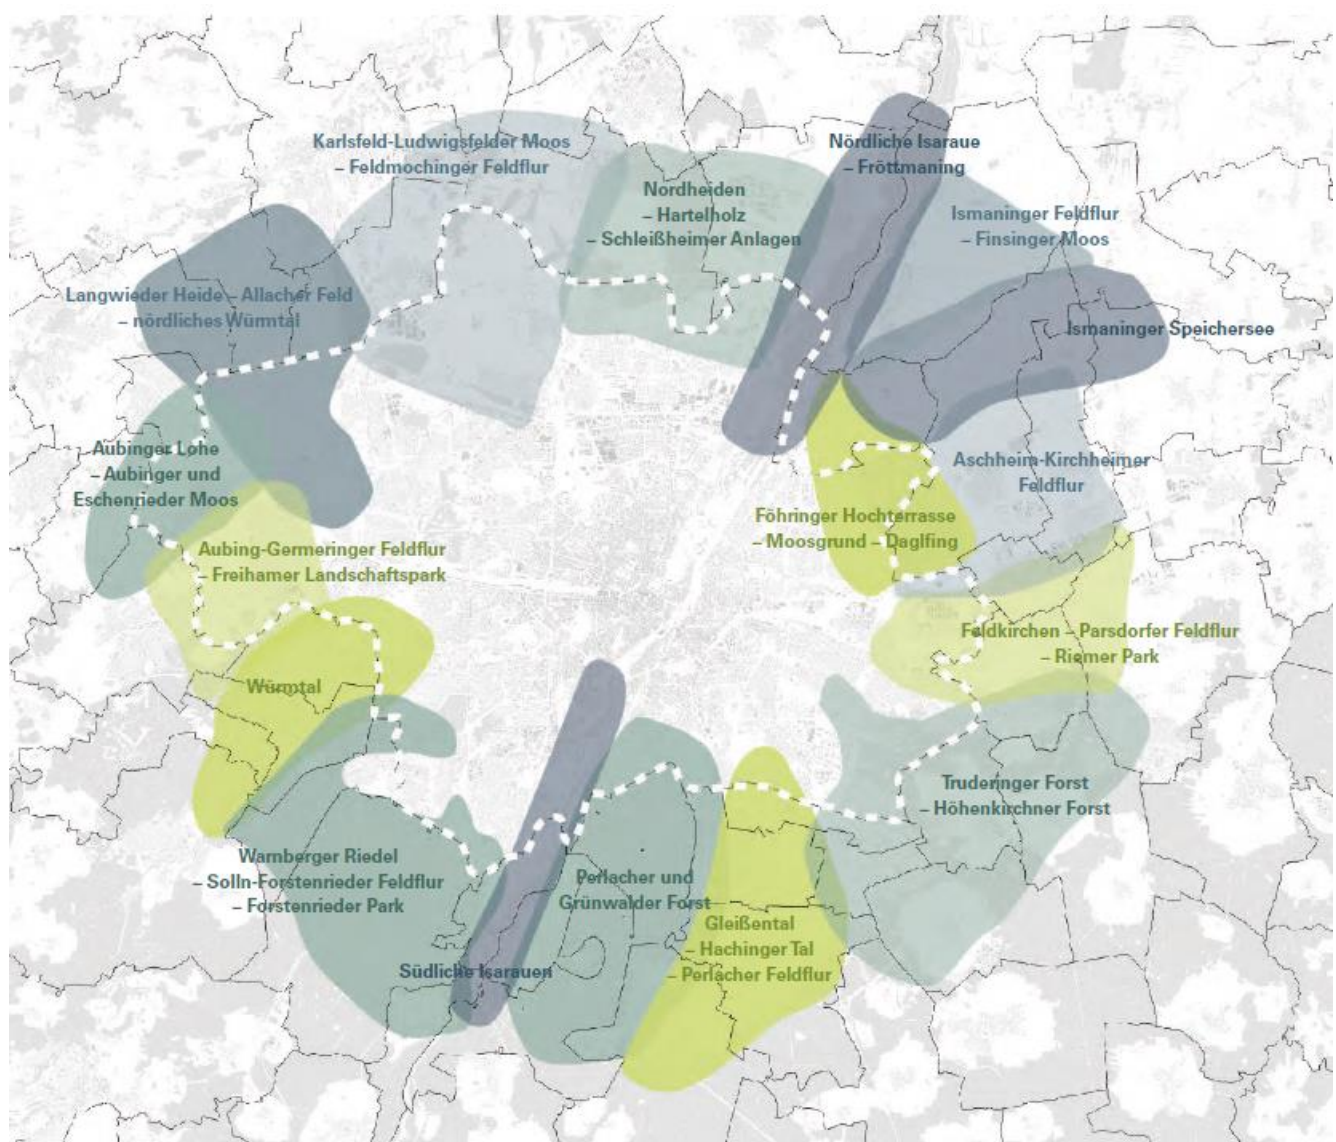 Karlsfeld-Ludwigsfelder Moos
– Feldmochinger Feldflur
Nordheiden
– Hartelholz
– Schleißheimer Anlagen
Nördliche Isaraue
– Fröttmaning
Ismaninger Feldflur
– Finsinger Moos
Langwieder Heide – Allacher Feld
– nördliches Würmtal
Ismaninger Speichersee
Aubinger Lohe
– Aubinger und
Eschenrieder Moos
Aschheim-Kirchheimer
Feldflur
Föhringer Hochterrasse
– Moosgrund – Daglfing
Aubing-Germeringer Feldflur
– Freihamer Landschaftspark
Feldkirchen – Parsdorfer Feldflur
– Riemer Park
Würmtal
Truderinger Forst
– Höhenkirchner Forst
Warnberger Riedel
– Solln-Forstenrieder Feldflur
– Forstenrieder Park
Perlacher und
Grünwalder Forst
Gleißental
– Hachinger Tal
– Perlacher Feldflur
Südliche Isarauen